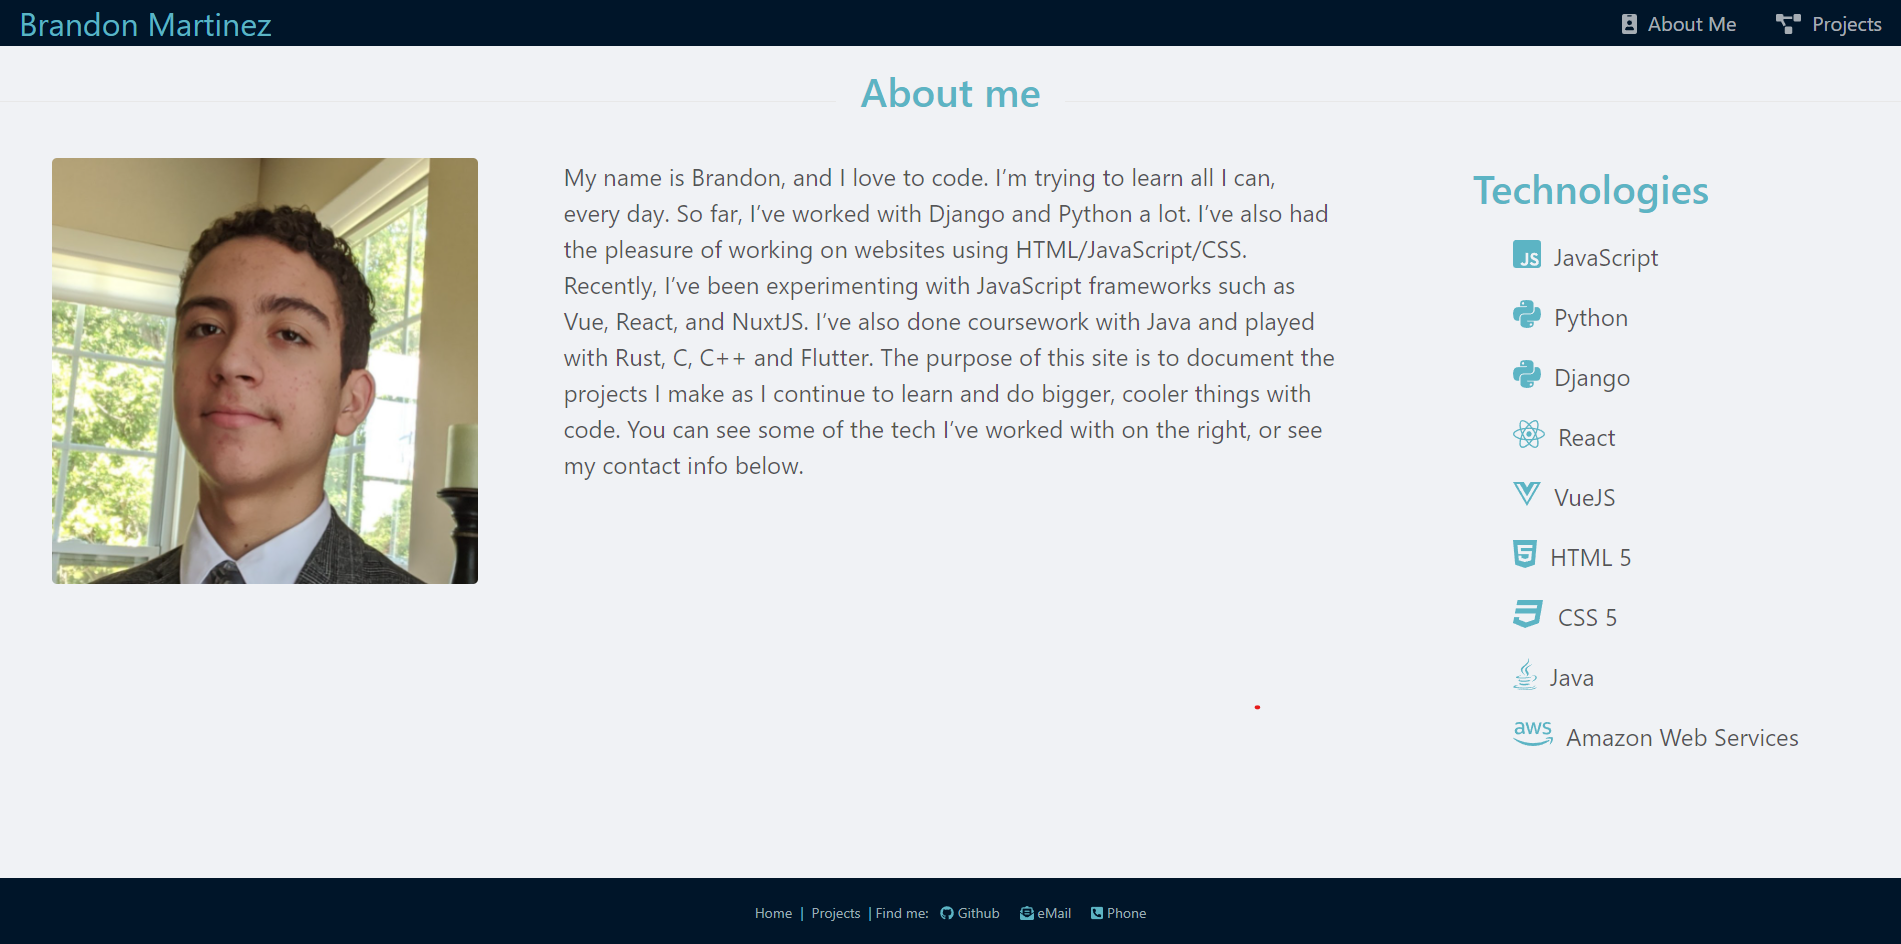 Brandon Martinez
About Me
Projects
About me
My name is Brandon, and I love to code. I’m trying to learn all I can,
every day. So far, I’ve worked with Django and Python a lot. I’ve also had
the pleasure of working on websites using HTML/JavaScript/CSS.
Recently, I’ve been experimenting with JavaScript frameworks such as
Vue, React, and NuxtJS. I’ve also done coursework with Java and played
with Rust, C, C++ and Flutter. The purpose of this site is to document the
projects I make as I continue to learn and do bigger, cooler things with
code. You can see some of the tech I’ve worked with on the right, or see
my contact info below.
Technologies
JS JavaScript
Python
Django
React
VueJS
5 HTML 5
CSS 5
Java
aws Amazon Web Services
Home | Projects | Find me: Github eMail Phone